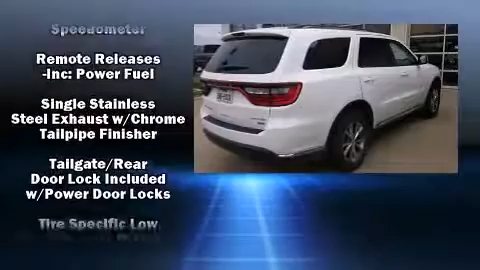 Speedometer
Remote Releases
-Inc: Power Fuel
Single Stainless
Steel Exhaust w/Chrome
Tailpipe Finisher
Tailgate/Rear
Door Lock Included
w/Power Door Locks
Tire Specific Low